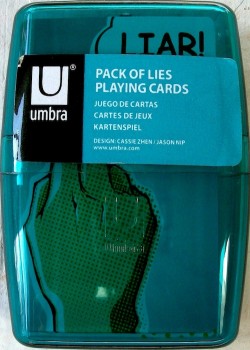 LIAR!
U®
umbra
PACK OF LIES
PLAYING CARDS
JUEGO DE CARTAS
CARTES DE JEUX
KARTENSPIEL
DESIGN: CASSIE ZHEN / JASON NIP
www.umbra.com
umbra